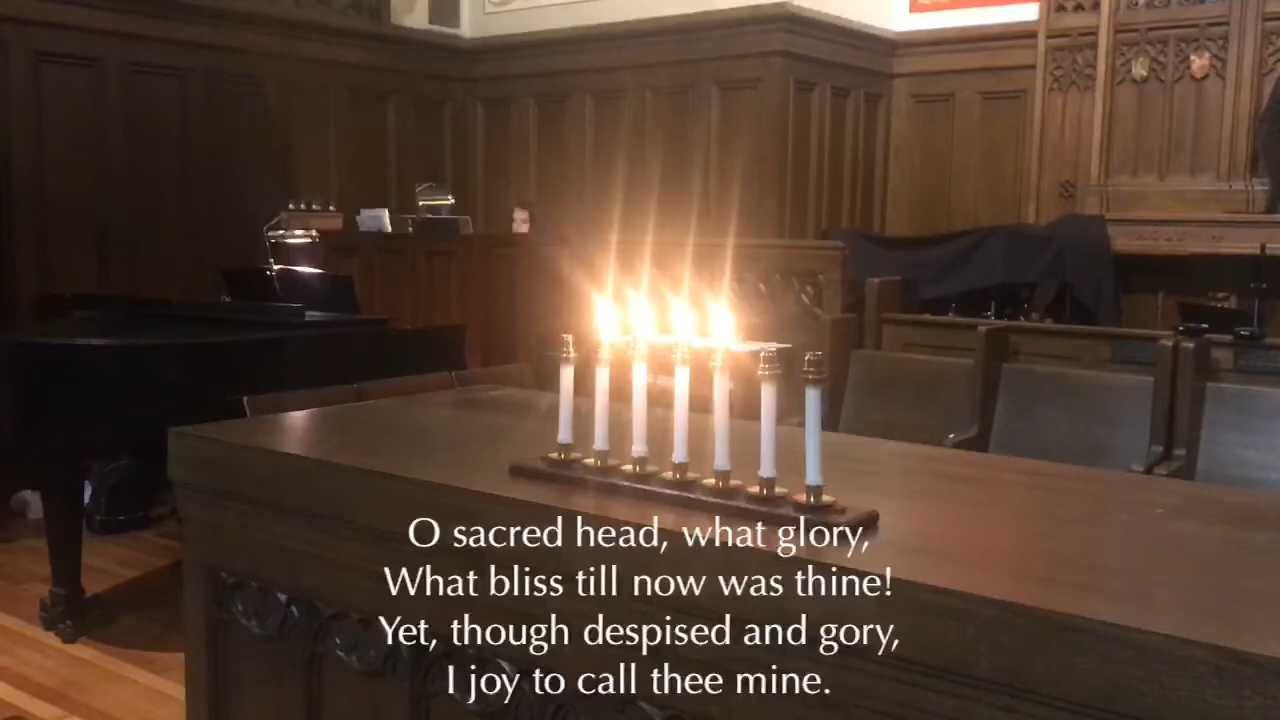 O sacred head, what glory,
What bliss till now was thine!
Yet, though despised and gory,
I joy to call thee mine.